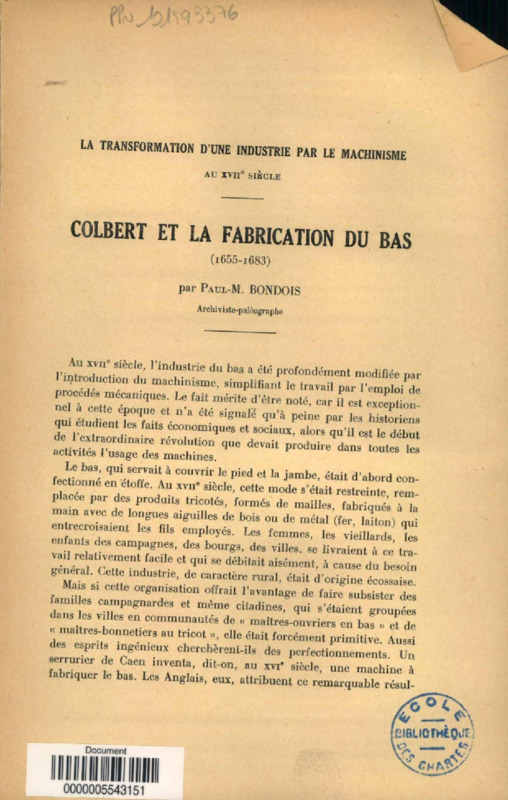 PPN_121493376
LA TRANSFORMATION D'UNE INDUSTRIE PAR LE MACHINISME
AU XVIIe SIÈCLE
COLBERT ET LA FABRICATION DU BAS
(1655-1683)
par PAUL-M. BONDOIS
Archiviste-paléographe
Au XVIIe siècle, l'industrie du bas a été profondément modifiée par
l'introduction du machinisme, simplifiant le travail par l'emploi de
procédés mécaniques. Le fait mérite d'être noté, car il est exception-
nel à cette époque et n'a été signalé qu'à peine par les historiens
qui étudient les faits économiques et sociaux, alors qu'il est le début
de l'extraordinaire révolution que devait produire dans toutes les
activités l'usage des machines.
Le bas, qui servait à couvrir le pied et la jambe, était d'abord con-
fectionné en étoffe. Au XVIIe siècle, cette mode s'était restreinte, rem-
placée par des produits tricotés, formés de mailles, fabriqués à la
main avec de longues aiguilles de bois ou de métal (fer, laiton) qui
entrecroisaient les fils employés. Les femmes, les vieillards, les
enfants des campagnes, des bourgs, des villes, se livraient à ce tra-
vail relativement facile et qui se débitait aisément, à cause du besoin
général. Cette industrie, de caractère rural, était d'origine écossaise.
Mais si cette organisation offrait l'avantage de faire subsister des
familles campagnardes et même citadines, qui s'étaient groupées
dans les villes en communautés de « maîtres-ouvriers en bas » et de
« maîtres-bonnetiers au tricot », elle était forcément primitive. Aussi
des esprits ingénieux cherchèrent-ils des perfectionnements. Un
serrurier de Caen inventa, dit-on, au XVIe siècle, une machine à
fabriquer le bas. Les Anglais, eux, attribuent ce remarquable résul-
ÉCOLE
BIBLIOTHÈQUE
DES CHARTES
Document
0000005543151